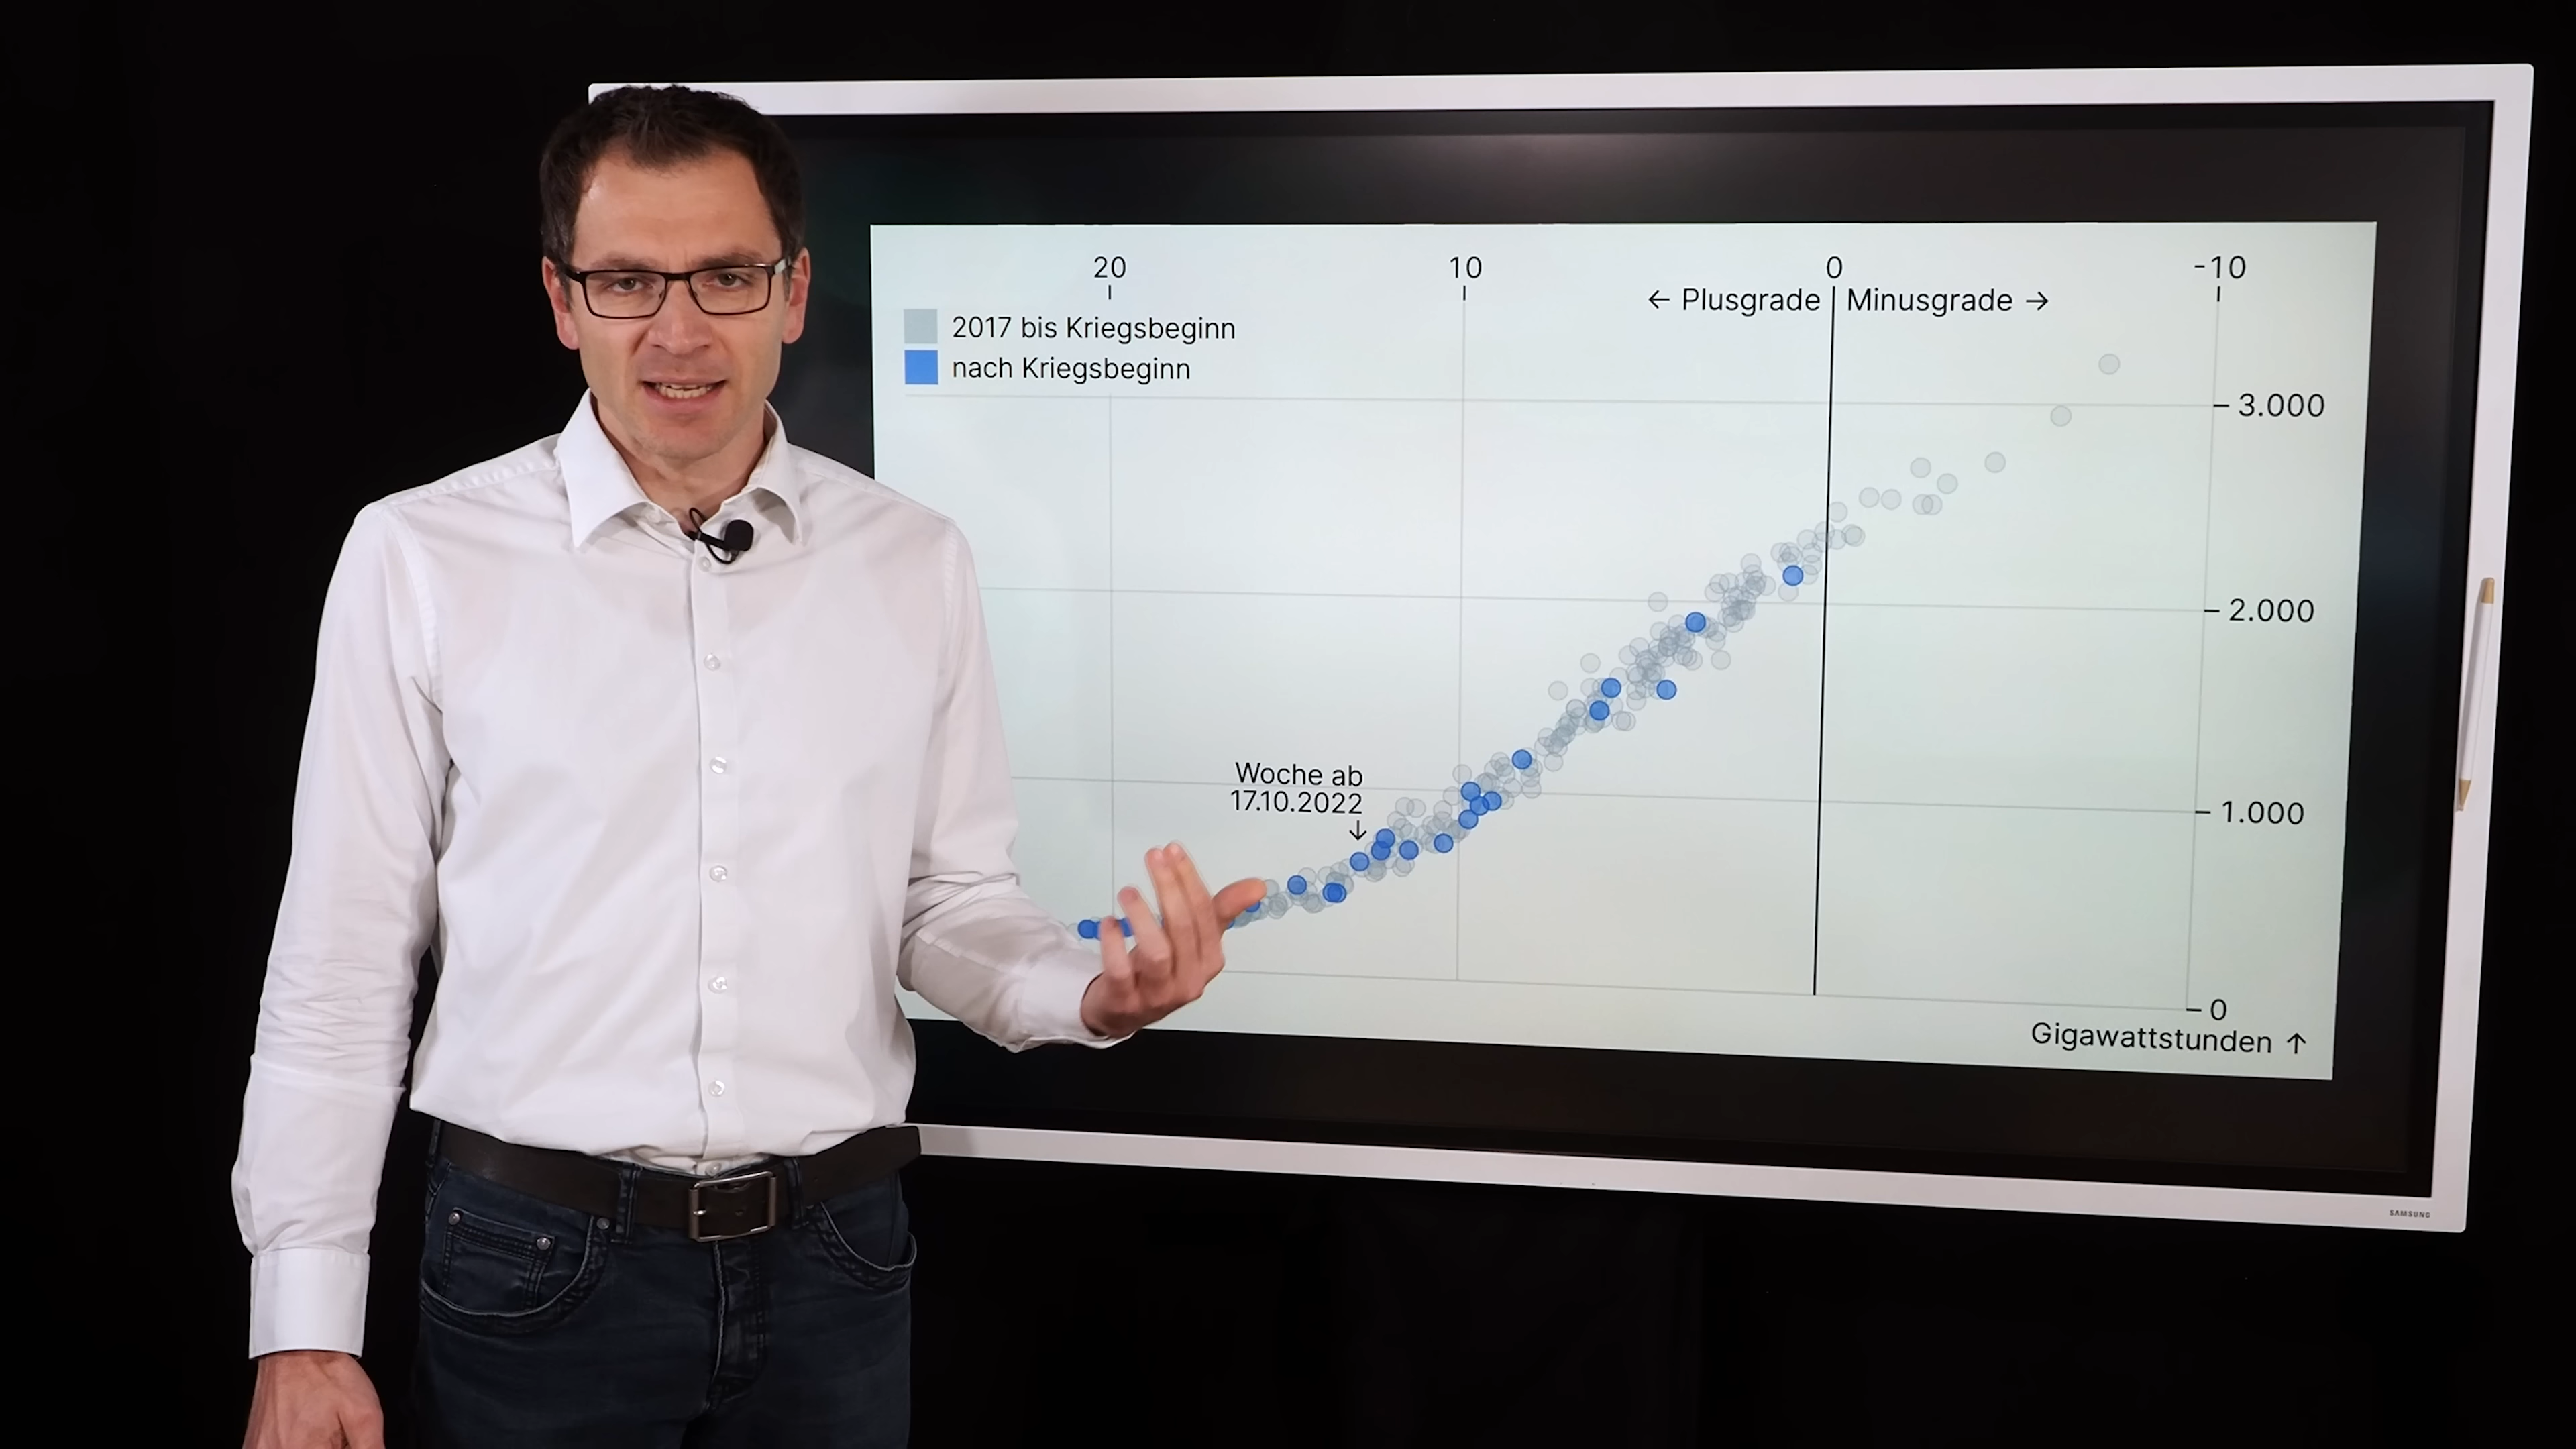 20
10
0
-10
← Plusgrade
Minusgrade →
2017 bis Kriegsbeginn
nach Kriegsbeginn
3.000
2.000
Woche ab
17.10.2022
↓
1.000
0
Gigawattstunden ↑
SAMSUNG